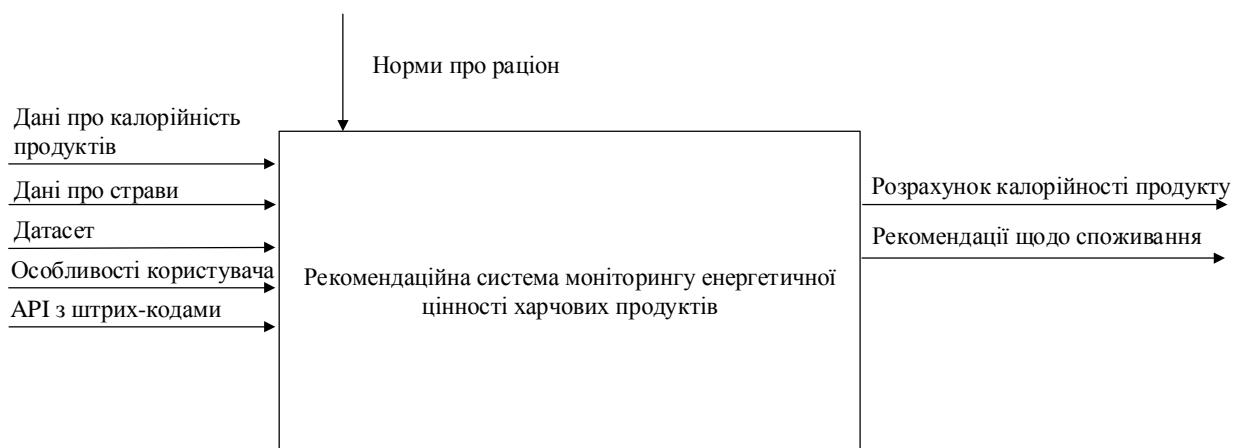 Норми про раціон
Дані про калорійність
продуктів
Дані про страви
Датасет
Особливості користувача
API з штрих-кодами
Рекомендаційна система моніторингу енергетичної
цінності харчових продуктів
Розрахунок калорійності продукту
Рекомендації щодо споживання